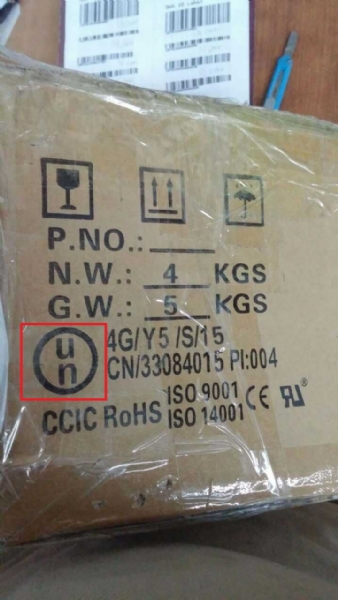 P.NO.:
N.W.: 4 KGS
G.W.: 5 KGS
un
4G/Y5 /S/15
CN/33084015 PI:004
CCIC RoHS ISO 9001 CE
ISO 14001